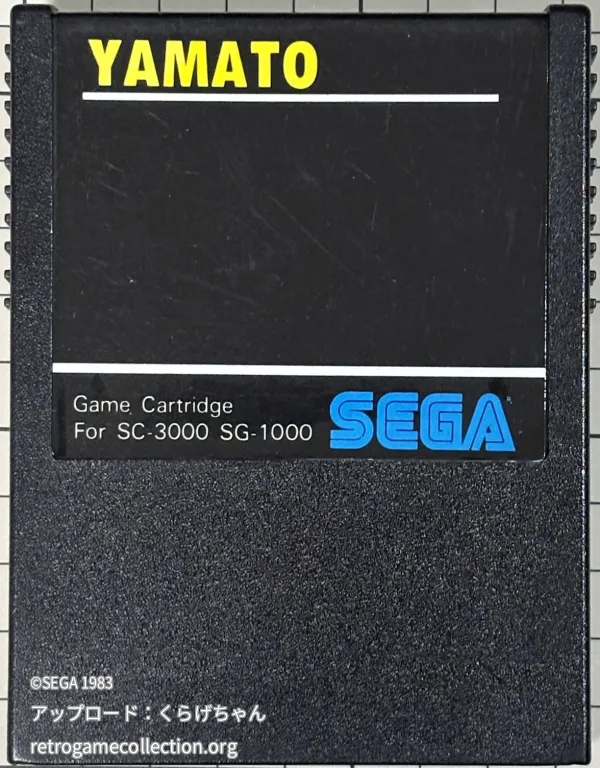 YAMATO
Game Cartridge
For SC-3000 SG-1000
SEGA
©SEGA 1983
アップロード：くらげちゃん
retrogamecollection.org